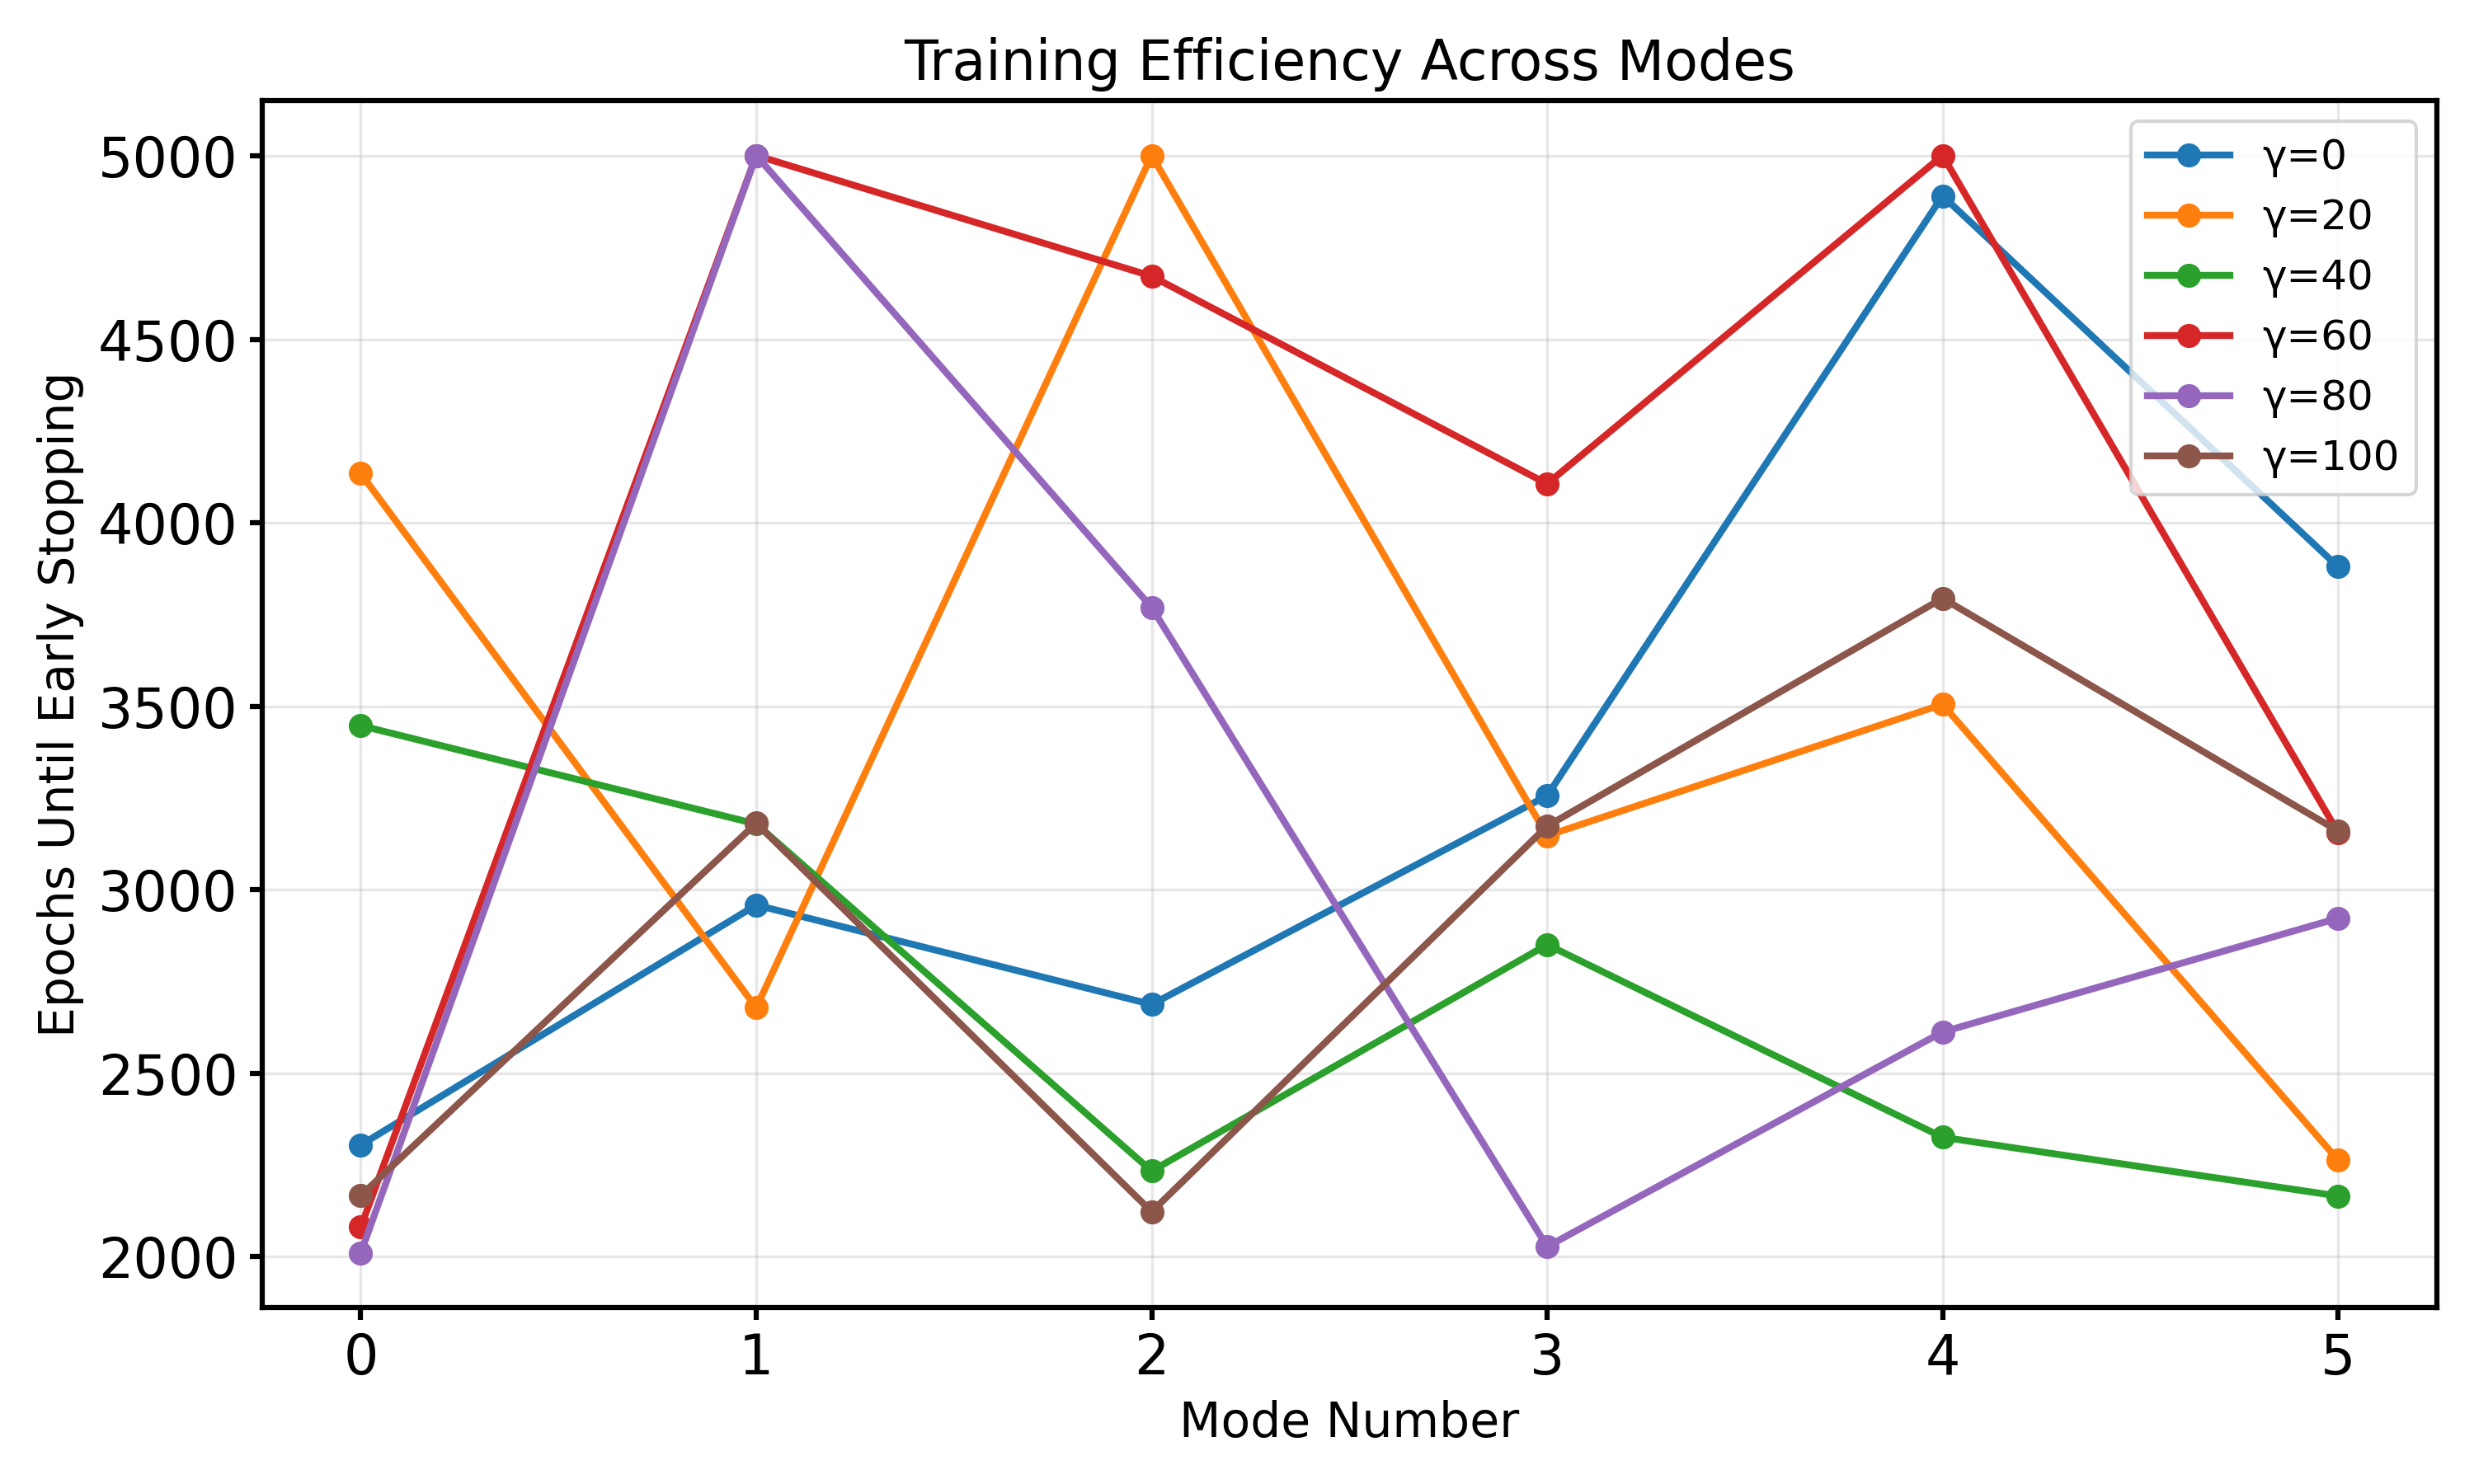 Training Efficiency Across Modes
Epochs Until Early Stopping
5000
4500
4000
3500
3000
2500
2000
0 1 2 3 4 5
Mode Number
γ=0
γ=20
γ=40
γ=60
γ=80
γ=100